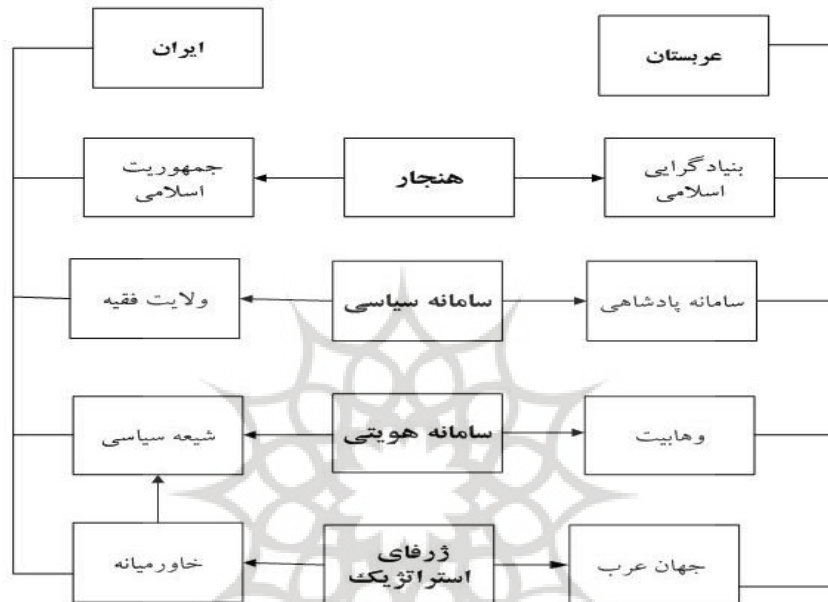 عربستان
ایران
بنیادگرایی
اسلامی
هنجار
جمهوریت
اسلامی
سامانه پادشاهی
سامانه سیاسی
ولایت فقیه
وهابیت
سامانه هویتی
شیعه سیاسی
جهان عرب
ژرفای
استراتژیک
خاورمیانه